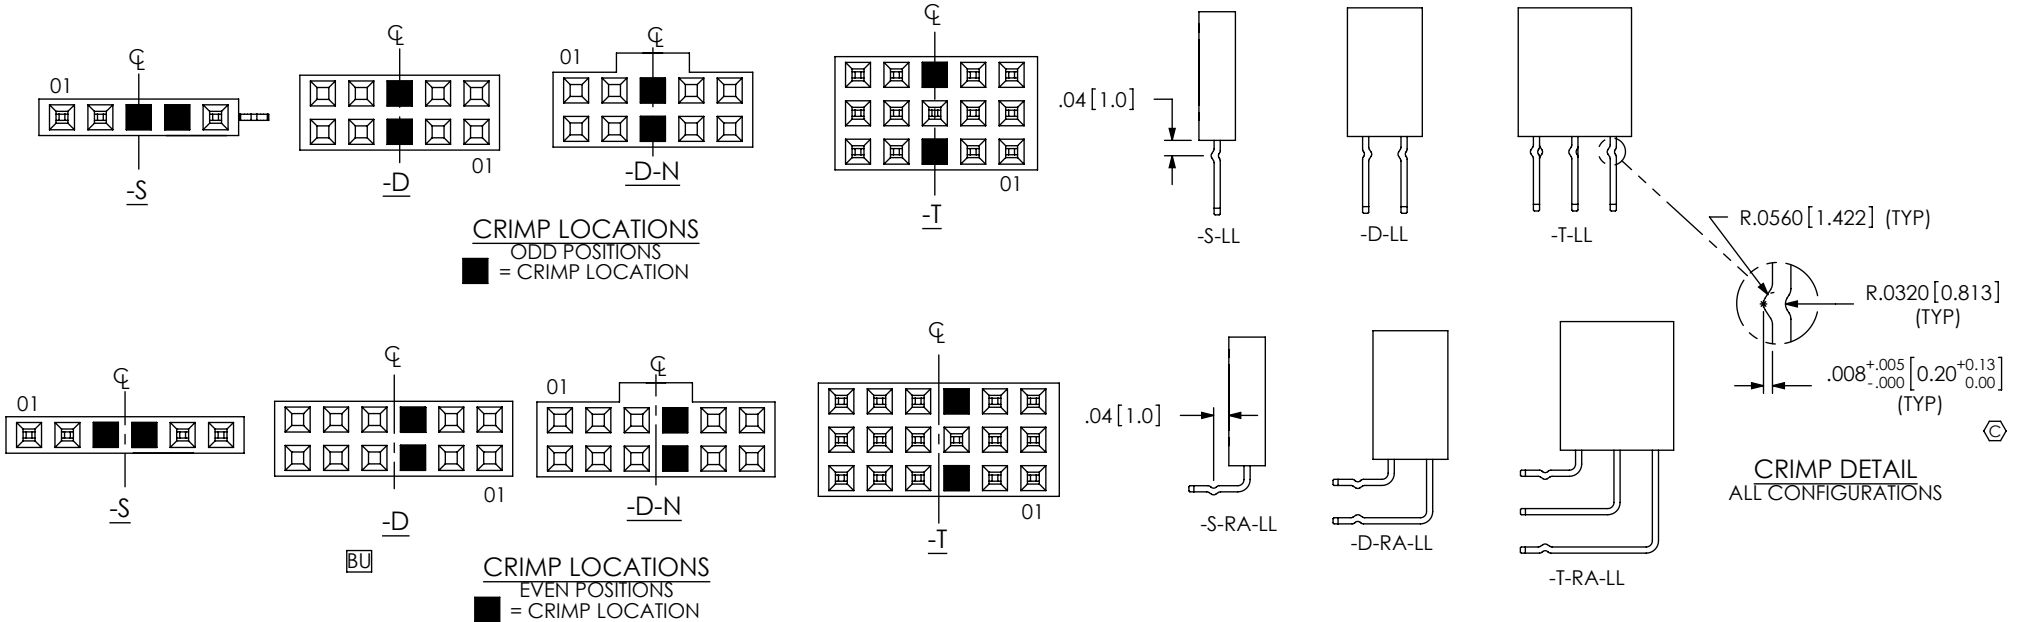 01
℄
-S
℄
-D
01
01
℄
-D-N
℄
-T
01
CRIMP LOCATIONS
ODD POSITIONS
= CRIMP LOCATION
.04[1.0]
-S-LL
-D-LL
-T-LL
R.0560[1.422] (TYP)
R.0320[0.813]
(TYP)
.008+.005 -.000 [0.20+0.13 0.00]
(TYP)
C
CRIMP DETAIL
ALL CONFIGURATIONS
01
℄
-S
℄
-D
01
01
℄
-D-N
℄
-T
01
BU
CRIMP LOCATIONS
EVEN POSITIONS
= CRIMP LOCATION
.04[1.0]
-S-RA-LL
-D-RA-LL
-T-RA-LL